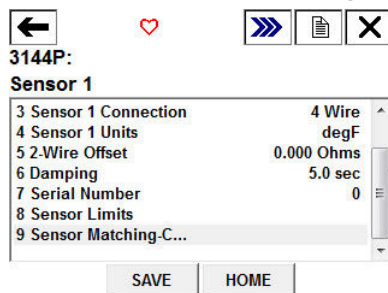 3144P:
Sensor 1
3 Sensor 1 Connection 4 Wire
4 Sensor 1 Units degF
5 2-Wire Offset 0.000 Ohms
6 Damping 5.0 sec
7 Serial Number 0
8 Sensor Limits
9 Sensor Matching-C...
SAVE HOME